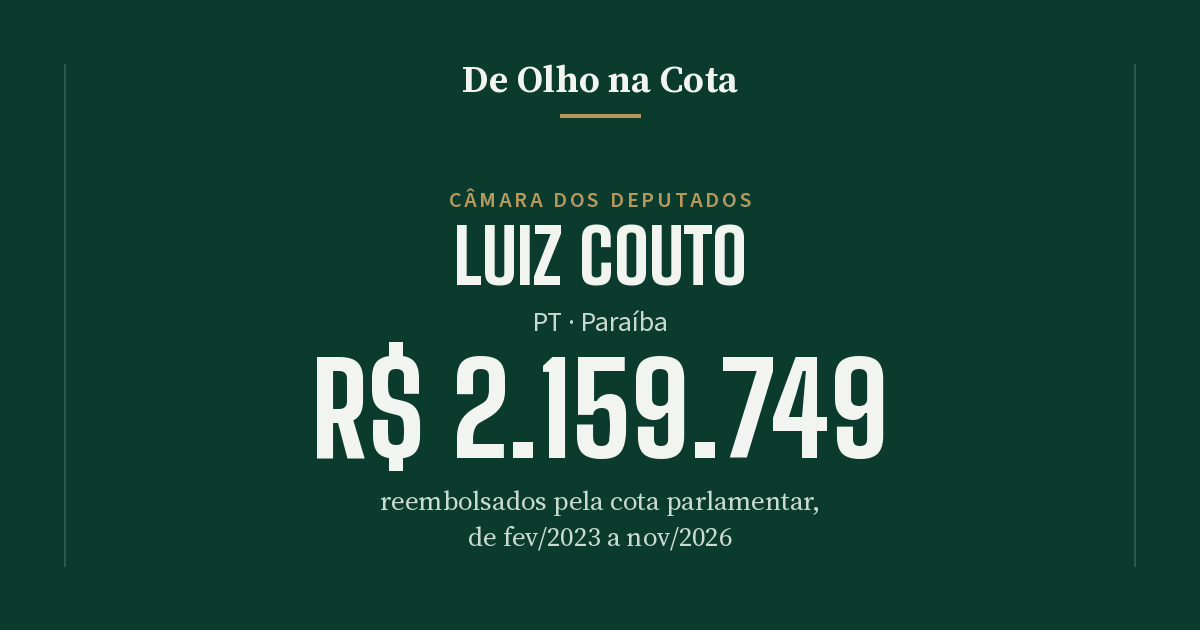 De Olho na Cota
CÂMARA DOS DEPUTADOS
LUIZ COUTO
PT · Paraíba
R$ 2.159.749
reembolsados pela cota parlamentar,
de fev/2023 a nov/2026